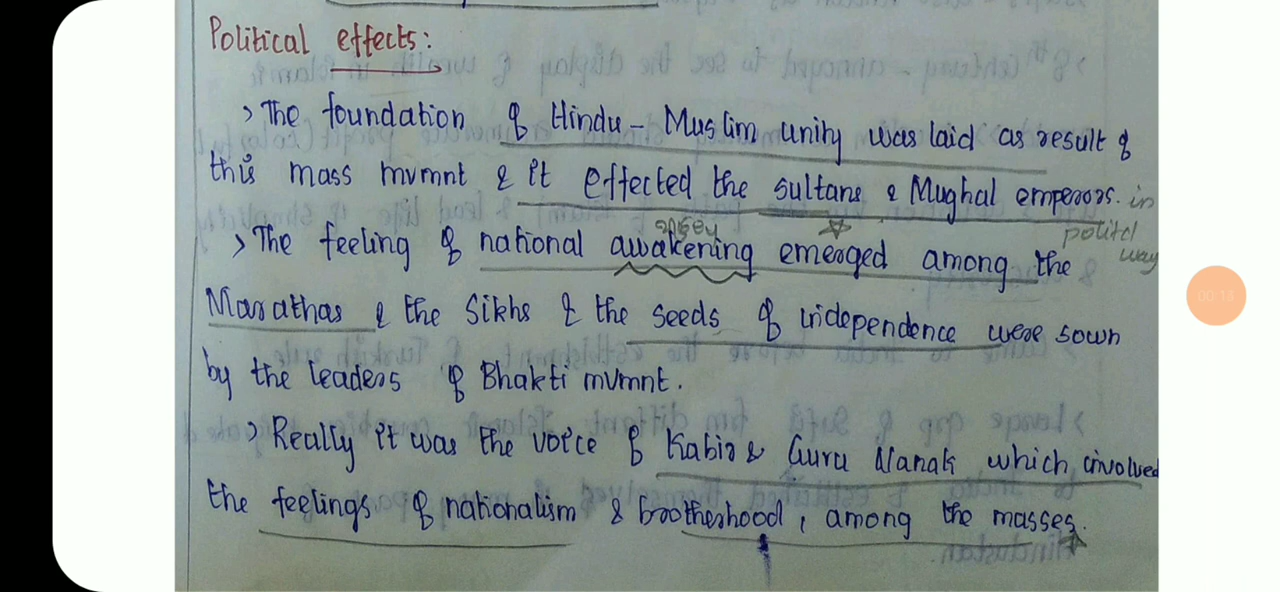 Political effects:
> The foundation of Hindu - Muslim unity was laid as result of
this mass mvmnt & it effected the sultans & Mughal emperors. in
politcl
way
> The feeling of national awakening emerged among the
Marathas & the Sikhs & the seeds of independence were sown
by the leaders of Bhakti mvmnt.
> Really it was the voice of Kabir & Guru Nanak which involved
the feelings of nationalism & brotherhood, among the masses.
00:13